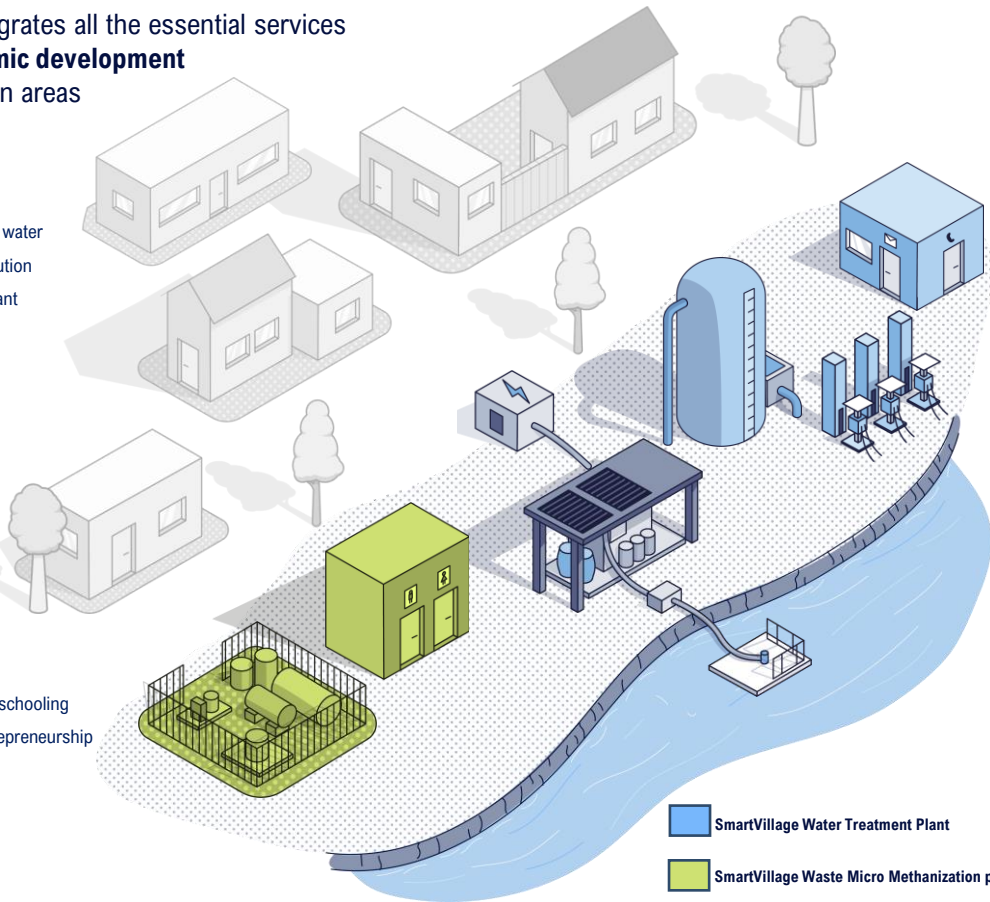 grates all the essential services
mic development
n areas
water
ution
ant
schooling
epreneurship
SmartVillage Water Treatment Plant
SmartVillage Waste Micro Methanization p